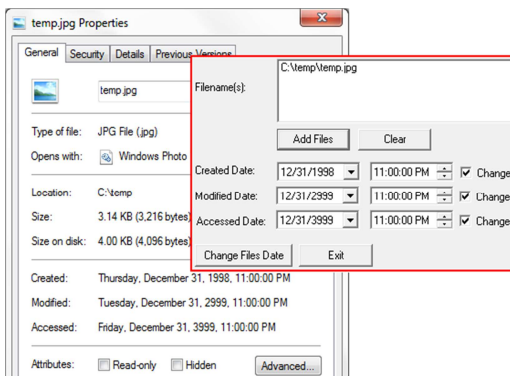 temp.jpg Properties
General Security Details Previous Versions
temp.jpg
Type of file: JPG File (.jpg)
Opens with: Windows Photo
Location: C:\temp
Size: 3.14 KB (3,216 bytes)
Size on disk: 4.00 KB (4,096 bytes)
Created: Thursday, December 31, 1998, 11:00:00 PM
Modified: Tuesday, December 31, 2999, 11:00:00 PM
Accessed: Friday, December 31, 3999, 11:00:00 PM
Attributes: Read-only Hidden Advanced...
C:\temp\temp.jpg
Filename(s):
Add Files Clear
Created Date: 12/31/1998 11:00:00 PM Change
Modified Date: 12/31/2999 11:00:00 PM Change
Accessed Date: 12/31/3999 11:00:00 PM Change
Change Files Date Exit